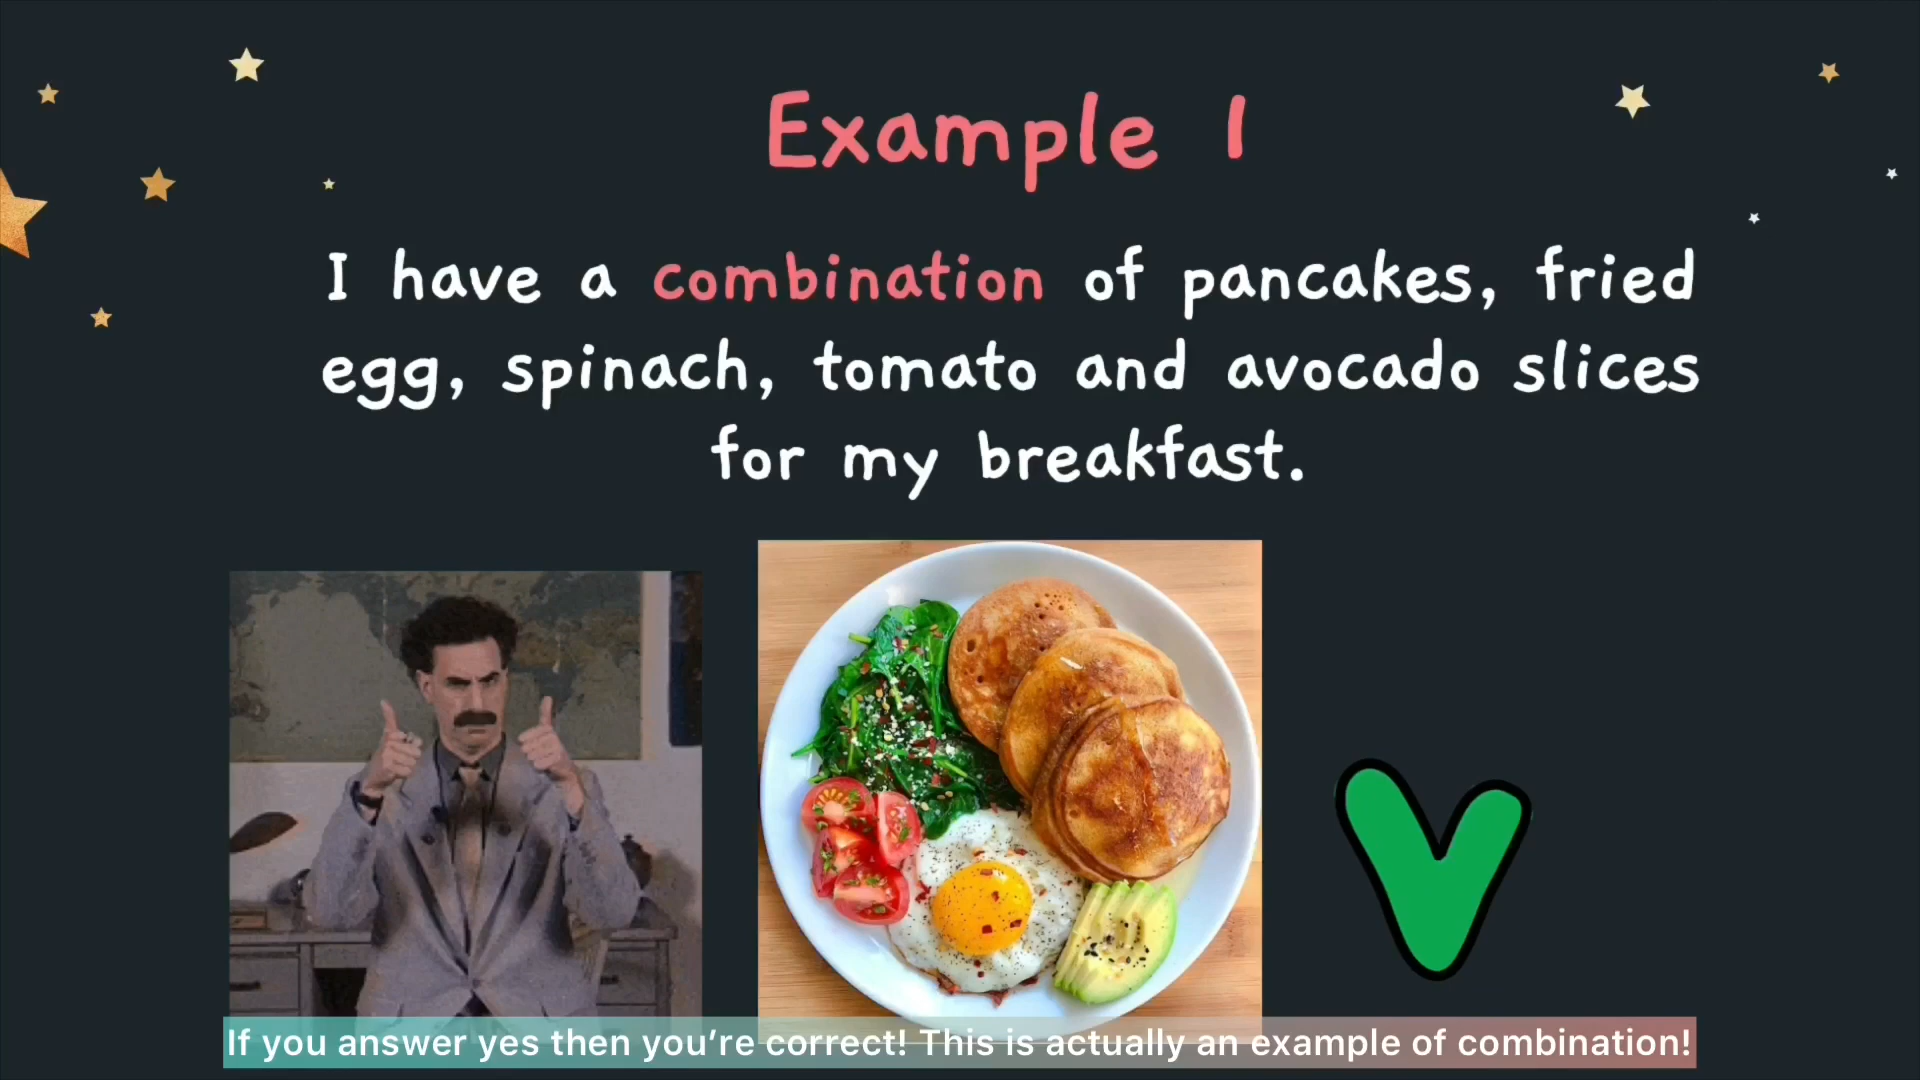 Example 1
I have a combination of pancakes, fried
egg, spinach, tomato and avocado slices
for my breakfast.
If you answer yes then you’re correct! This is actually an example of combination!